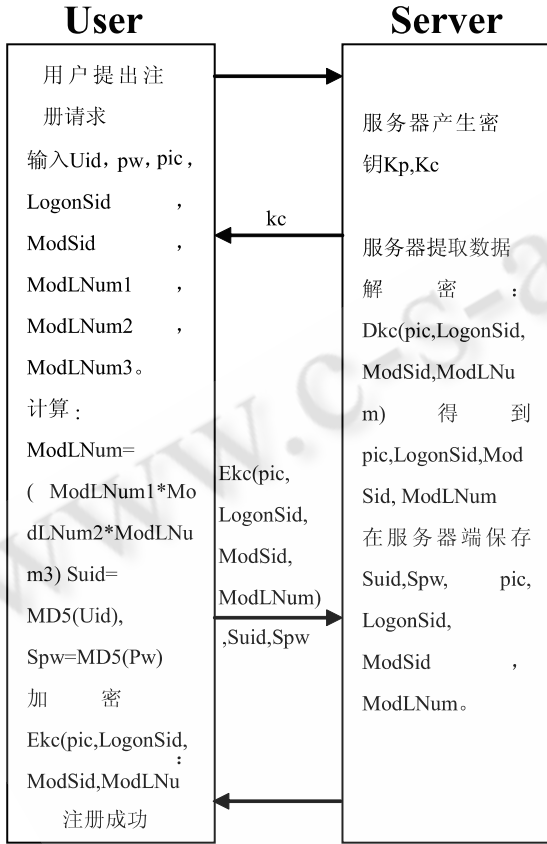 User
用户提出注
册请求
输入Uid，pw，pic，
LogonSid ，
ModSid ，
ModLNum1 ，
ModLNum2 ，
ModLNum3。
计算：
ModLNum=
( ModLNum1*Mo
dLNum2*ModLNu
m3) Suid=
MD5(Uid),
Spw=MD5(Pw)
加 密
Ekc(pic,LogonSid,
：
ModSid,ModLNu
注册成功
kc
Ekc(pic,
LogonSid,
ModSid,
ModLNum)
,Suid,Spw
Server
服务器产生密
钥Kp,Kc
服务器提取数据
解 密 ：
Dkc(pic,LogonSid,
ModSid,ModLNu
m) 得 到
pic,LogonSid,Mod
Sid, ModLNum
在服务器端保存
Suid,Spw, pic,
LogonSid,
ModSid ，
ModLNum。
www.c-s-a